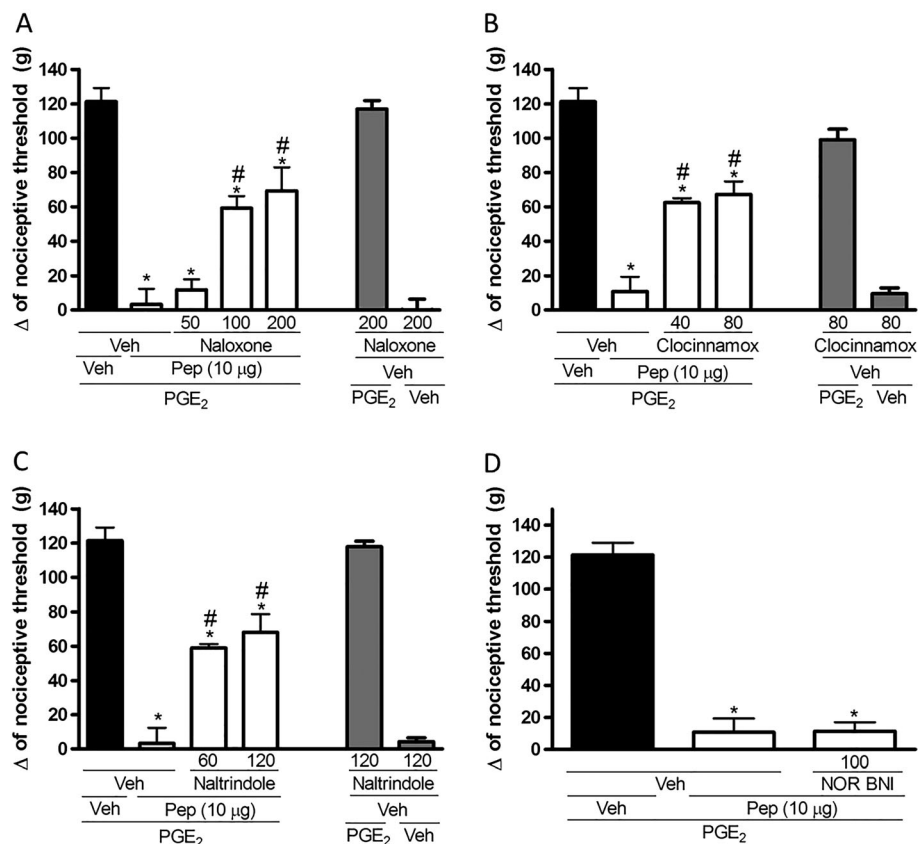 A
Δ of nociceptive threshold (g)
140
120
100
80
60
40
20
0
*
*
#
*
#
*
50 100 200 200 200
Veh Naloxone Naloxone
Veh Pep (10 µg) Veh
PGE2 PGE2 Veh
B
Δ of nociceptive threshold (g)
140
120
100
80
60
40
20
0
*
#
*
#
*
40 80 80 80
Veh Clocinnamox Clocinnamox
Veh Pep (10 µg) Veh
PGE2 PGE2 Veh
C
Δ of nociceptive threshold (g)
140
120
100
80
60
40
20
0
*
#
*
#
*
60 120 120 120
Veh Naltrindole Naltrindole
Veh Pep (10 µg) Veh
PGE2 PGE2 Veh
D
Δ of nociceptive threshold (g)
140
120
100
80
60
40
20
0
*
*
100
Veh NOR BNI
Veh Pep (10 µg)
PGE2